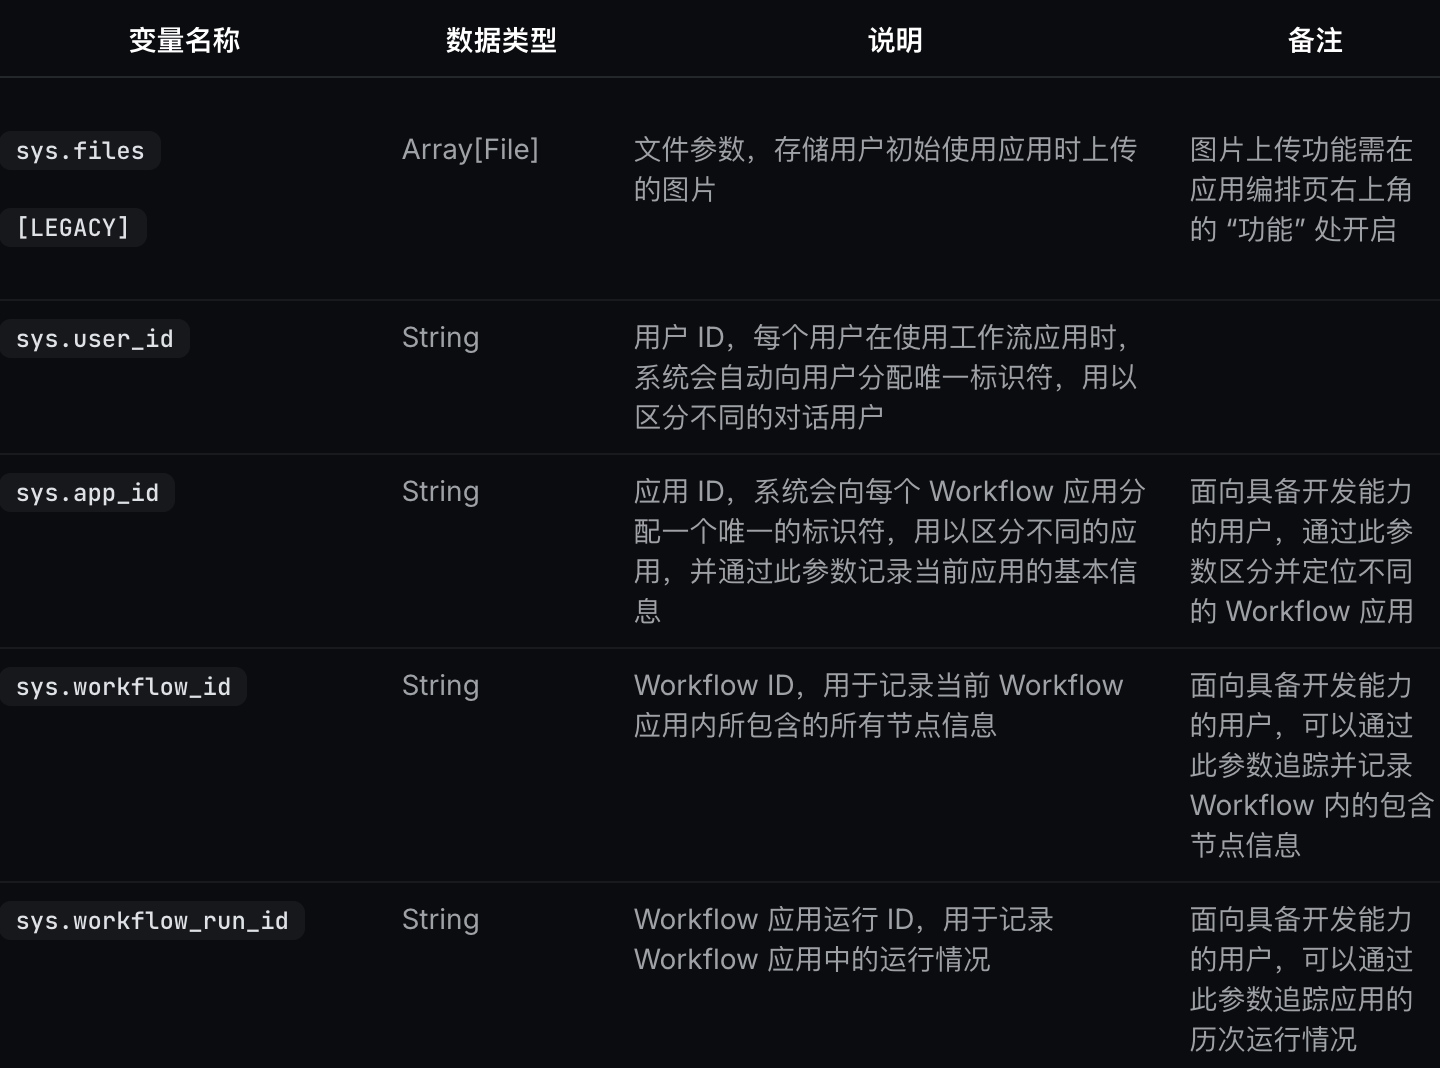 变量名称 数据类型 说明 备注
sys.files
[LEGACY]
Array[File]
文件参数，存储用户初始使用应用时上传
的图片
图片上传功能需在
应用编排页右上角
的 “功能” 处开启
sys.user_id
String
用户 ID，每个用户在使用工作流应用时，
系统会自动向用户分配唯一标识符，用以
区分不同的对话用户
sys.app_id
String
应用 ID，系统会向每个 Workflow 应用分
配一个唯一的标识符，用以区分不同的应
用，并通过此参数记录当前应用的基本信
息
面向具备开发能力
的用户，通过此参
数区分并定位不同
的 Workflow 应用
sys.workflow_id
String
Workflow ID，用于记录当前 Workflow
应用内所包含的所有节点信息
面向具备开发能力
的用户，可以通过
此参数追踪并记录
Workflow 内的包含
节点信息
sys.workflow_run_id
String
Workflow 应用运行 ID，用于记录
Workflow 应用中的运行情况
面向具备开发能力
的用户，可以通过
此参数追踪应用的
历次运行情况